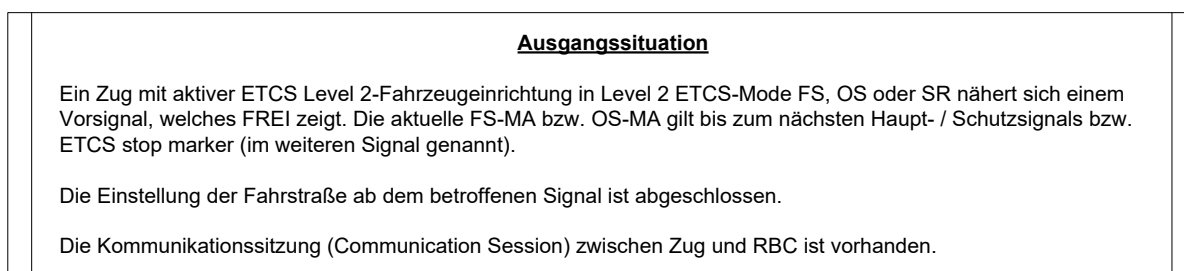 Ausgangssituation
Ein Zug mit aktiver ETCS Level 2-Fahrzeugeinrichtung in Level 2 ETCS-Mode FS, OS oder SR nähert sich einem
Vorsignal, welches FREI zeigt. Die aktuelle FS-MA bzw. OS-MA gilt bis zum nächsten Haupt- / Schutzsignals bzw.
ETCS stop marker (im weiteren Signal genannt).
Die Einstellung der Fahrstraße ab dem betroffenen Signal ist abgeschlossen.
Die Kommunikationssitzung (Communication Session) zwischen Zug und RBC ist vorhanden.